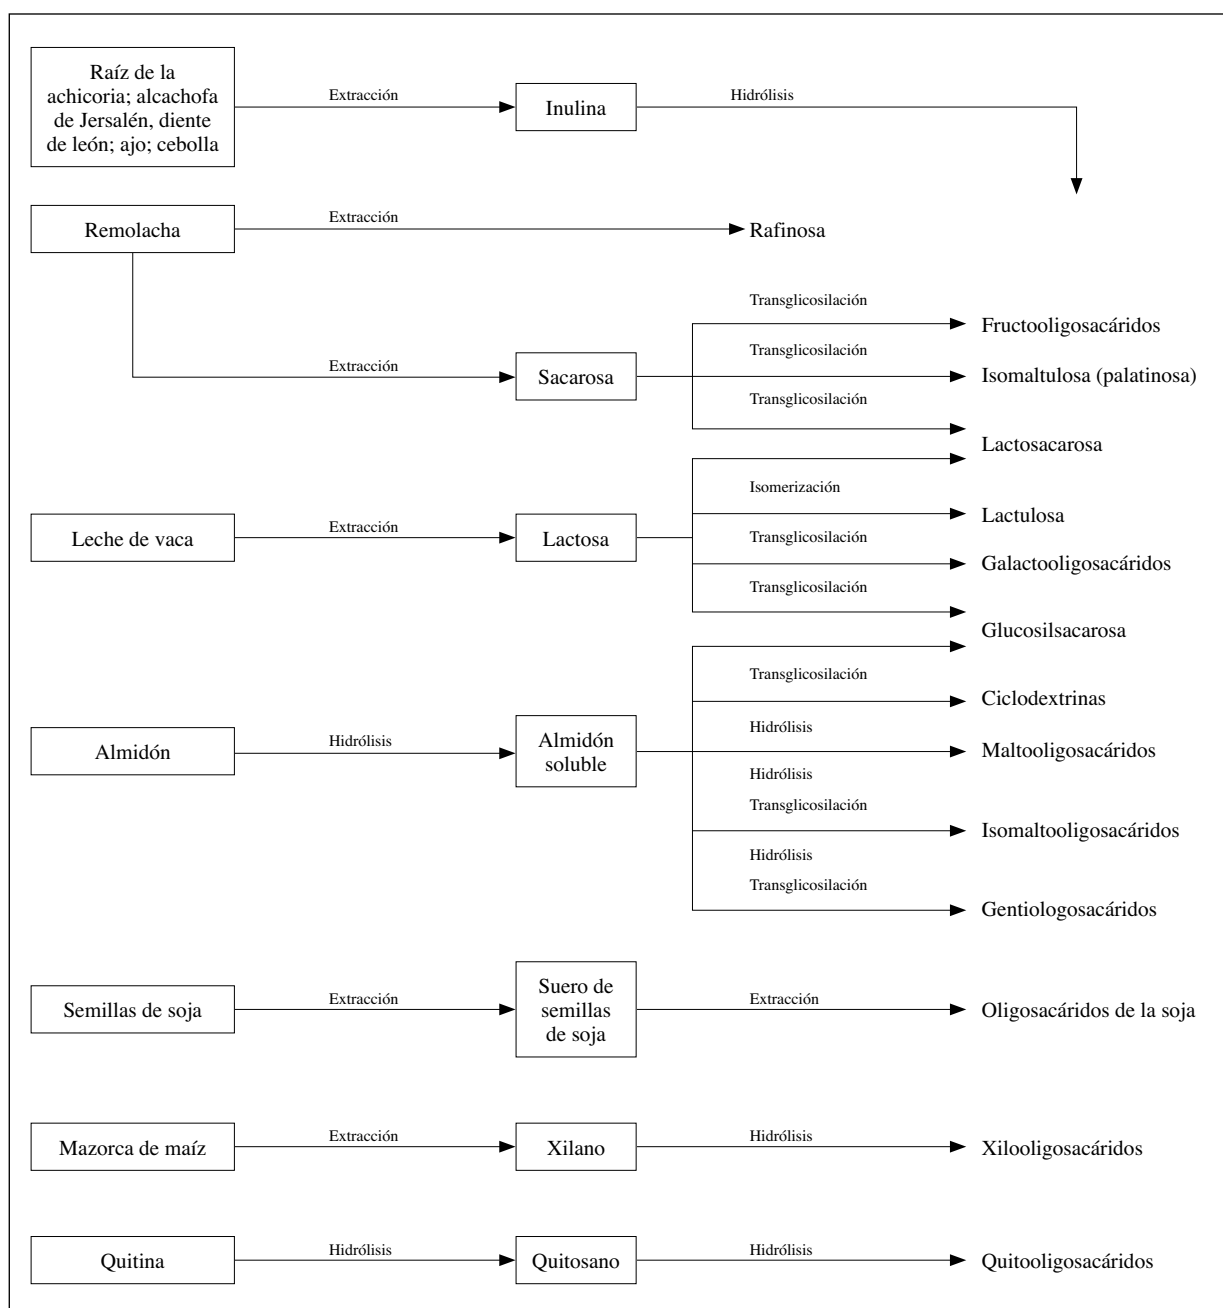 Raíz de la
achicoria; alcachofa
de Jersalén, diente
de león; ajo; cebolla
Extracción
Inulina
Hidrólisis
Remolacha
Extracción
Rafinosa
Extracción
Sacarosa
Transglicosilación
Fructooligosacáridos
Transglicosilación
Isomaltulosa (palatinosa)
Transglicosilación
Lactosacarosa
Leche de vaca
Extracción
Lactosa
Isomerización
Lactulosa
Transglicosilación
Galactooligosacáridos
Transglicosilación
Glucosilsacarosa
Almidón
Hidrólisis
Almidón
soluble
Transglicosilación
Ciclodextrinas
Hidrólisis
Maltooligosacáridos
Hidrólisis
Transglicosilación
Isomaltooligosacáridos
Hidrólisis
Transglicosilación
Gentiologosacáridos
Semillas de soja
Extracción
Suero de
semillas
de soja
Extracción
Oligosacáridos de la soja
Mazorca de maíz
Extracción
Xilano
Hidrólisis
Xilooligosacáridos
Quitina
Hidrólisis
Quitosano
Hidrólisis
Quitooligosacáridos